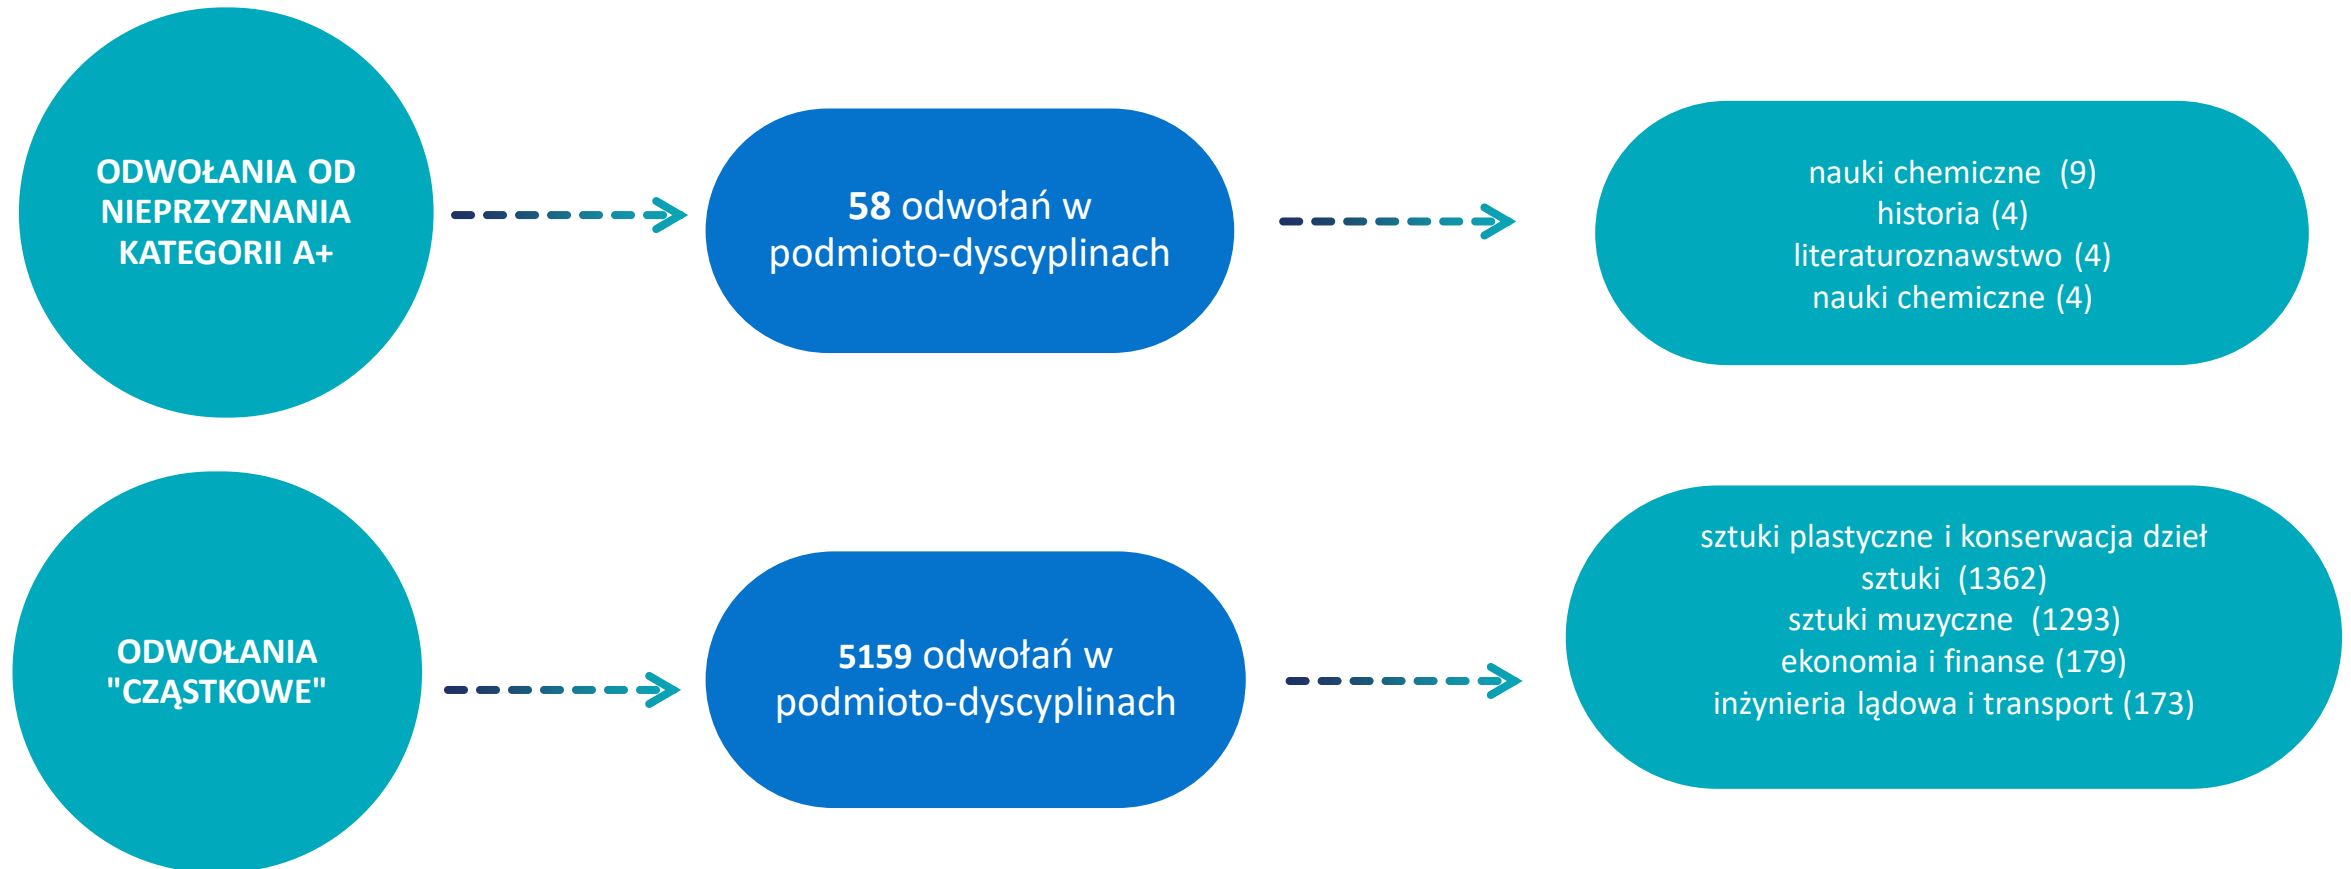 ODWOŁANIA OD
NIEPRZYZNANIA
KATEGORII A+
58 odwołań w
podmioto-dyscyplinach
nauki chemiczne (9)
historia (4)
literaturoznawstwo (4)
nauki chemiczne (4)
ODWOŁANIA
"CZĄSTKOWE"
5159 odwołań w
podmioto-dyscyplinach
sztuki plastyczne i konserwacja dzieł
sztuki (1362)
sztuki muzyczne (1293)
ekonomia i finanse (179)
inżynieria lądowa i transport (173)